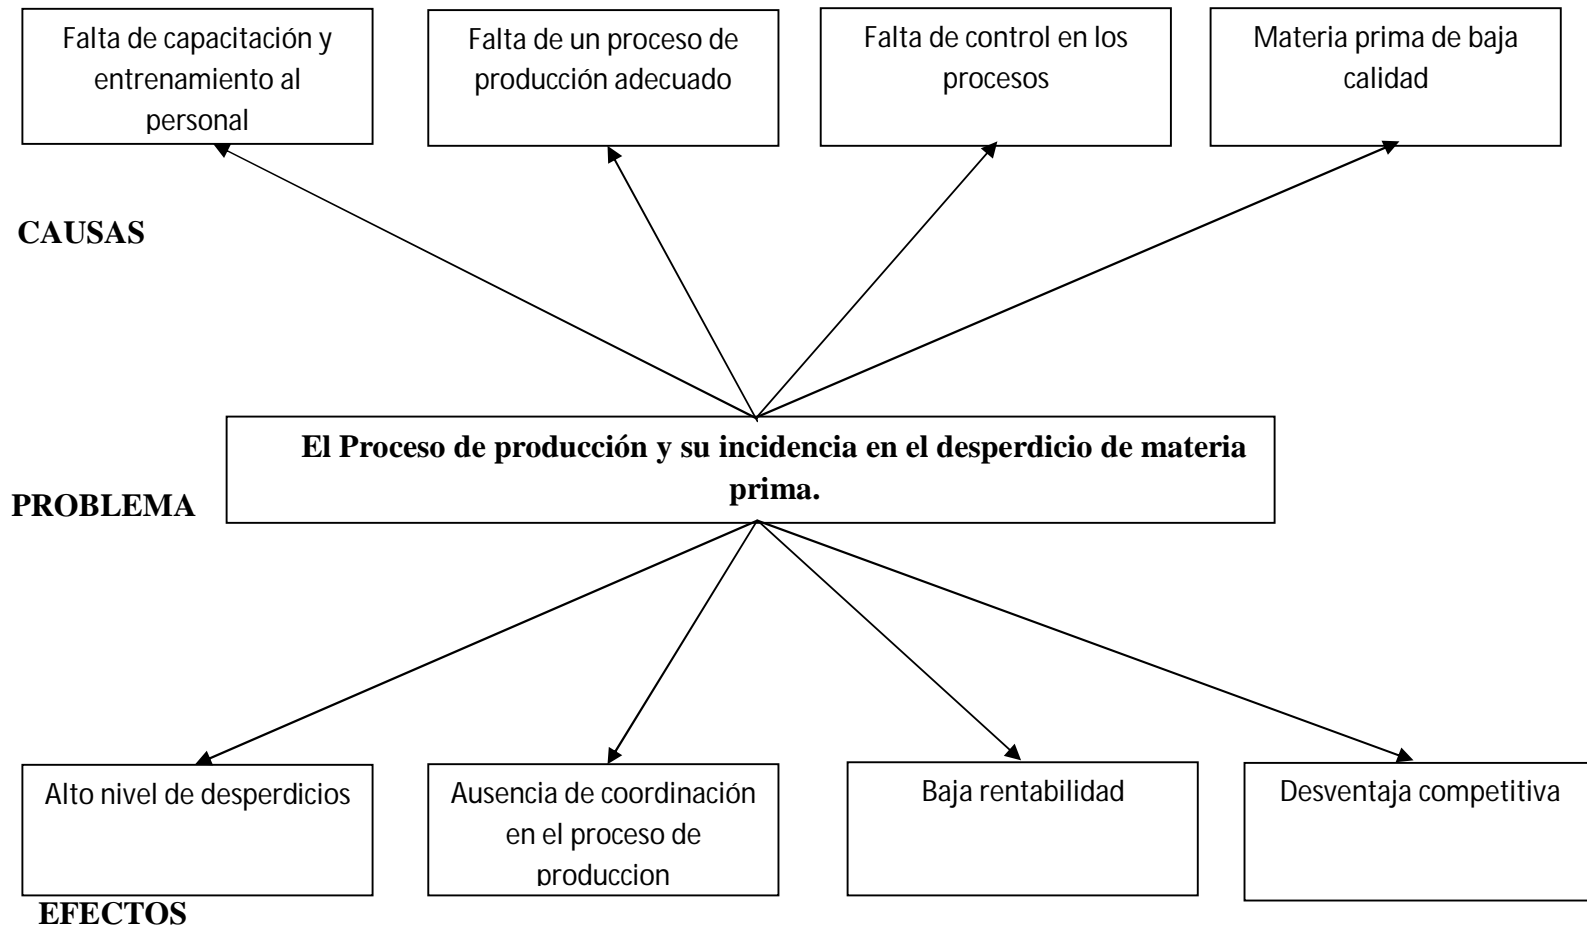 Falta de capacitación y
entrenamiento al
personal
Falta de un proceso de
producción adecuado
Falta de control en los
procesos
Materia prima de baja
calidad
CAUSAS
El Proceso de producción y su incidencia en el desperdicio de materia
prima.
PROBLEMA
Alto nivel de desperdicios
Ausencia de coordinación
en el proceso de
produccion
Baja rentabilidad
Desventaja competitiva
EFECTOS